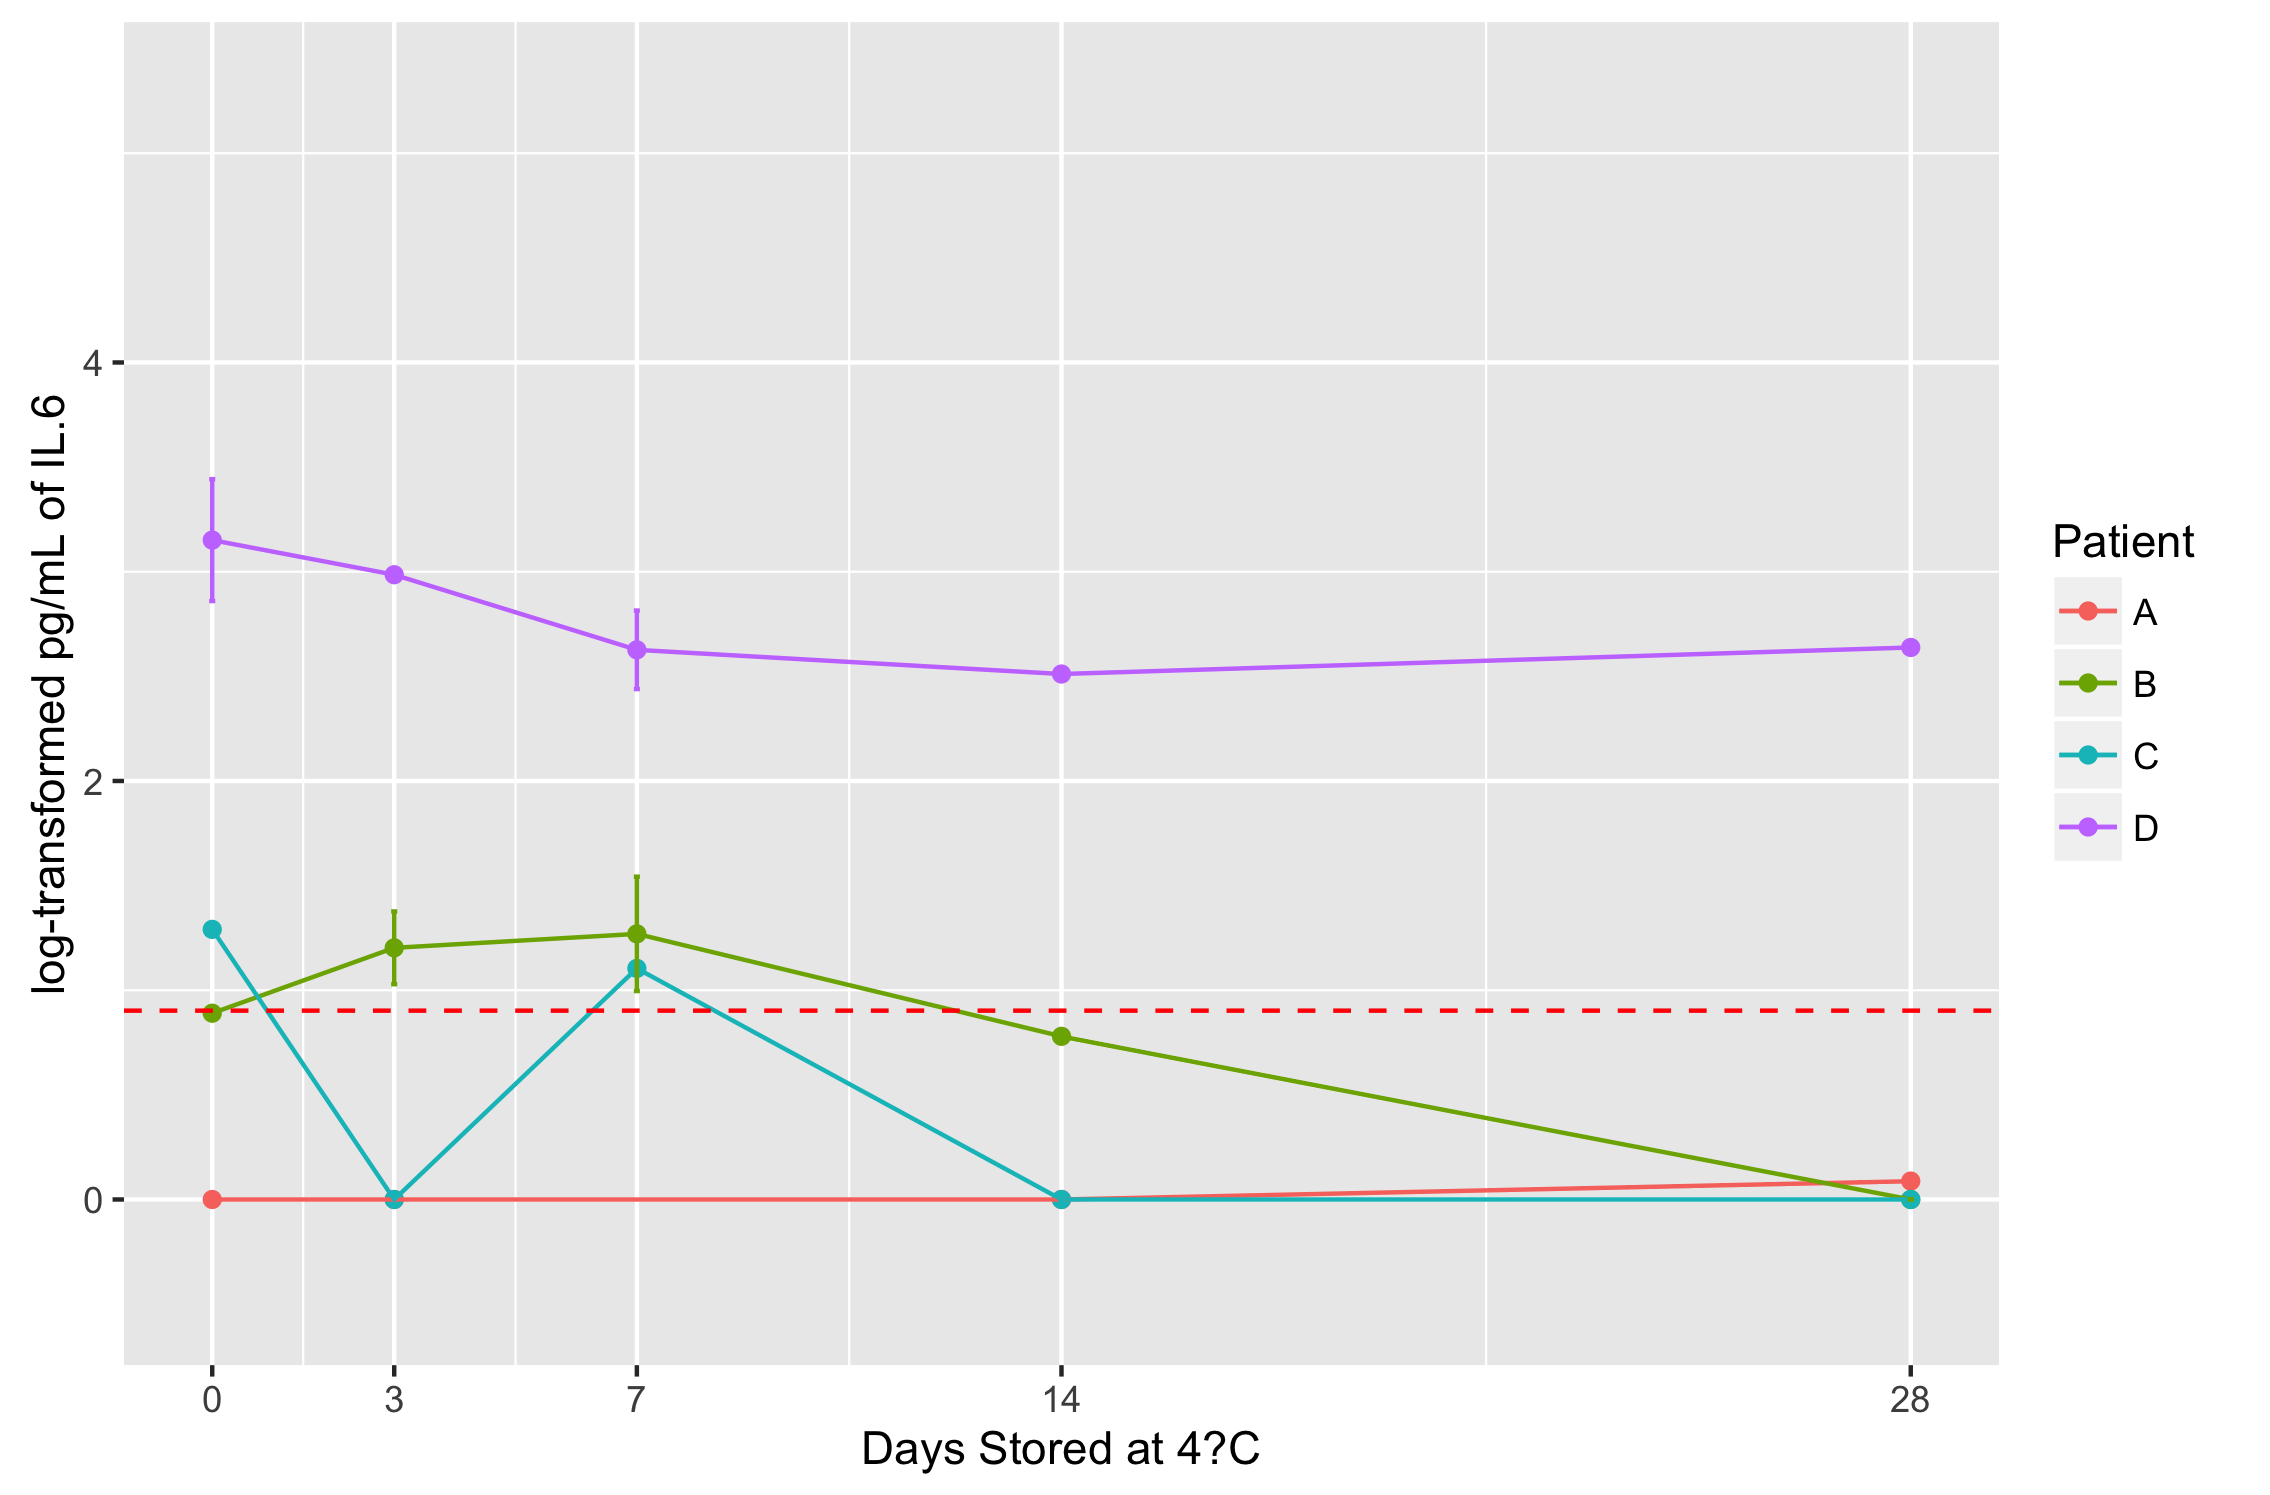 log-transformed pg/mL of IL.6
4
2
0
0 3 7 14 28
Days Stored at 4?C
Patient
A
B
C
D